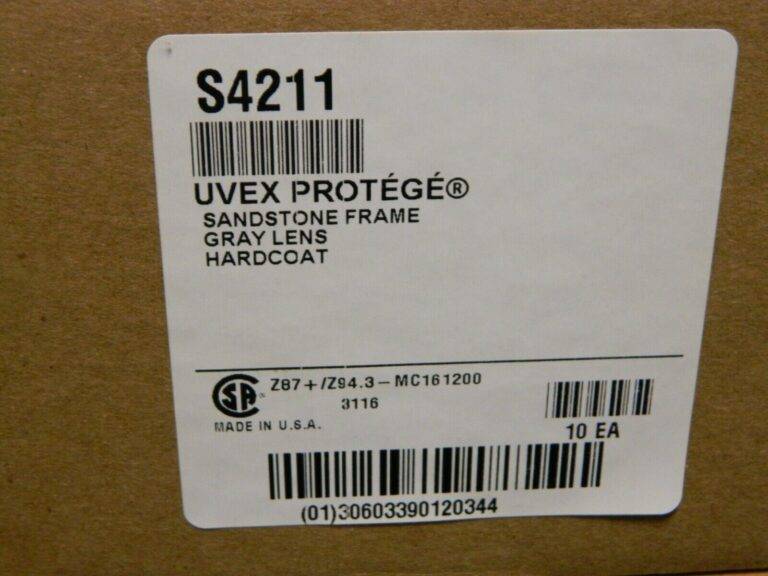 S4211
UVEX PROTÉGÉ®
SANDSTONE FRAME
GRAY LENS
HARDCOAT
CSA® Z87+/Z94.3-MC161200
3116
MADE IN U.S.A.
10 EA
(01)30603390120344